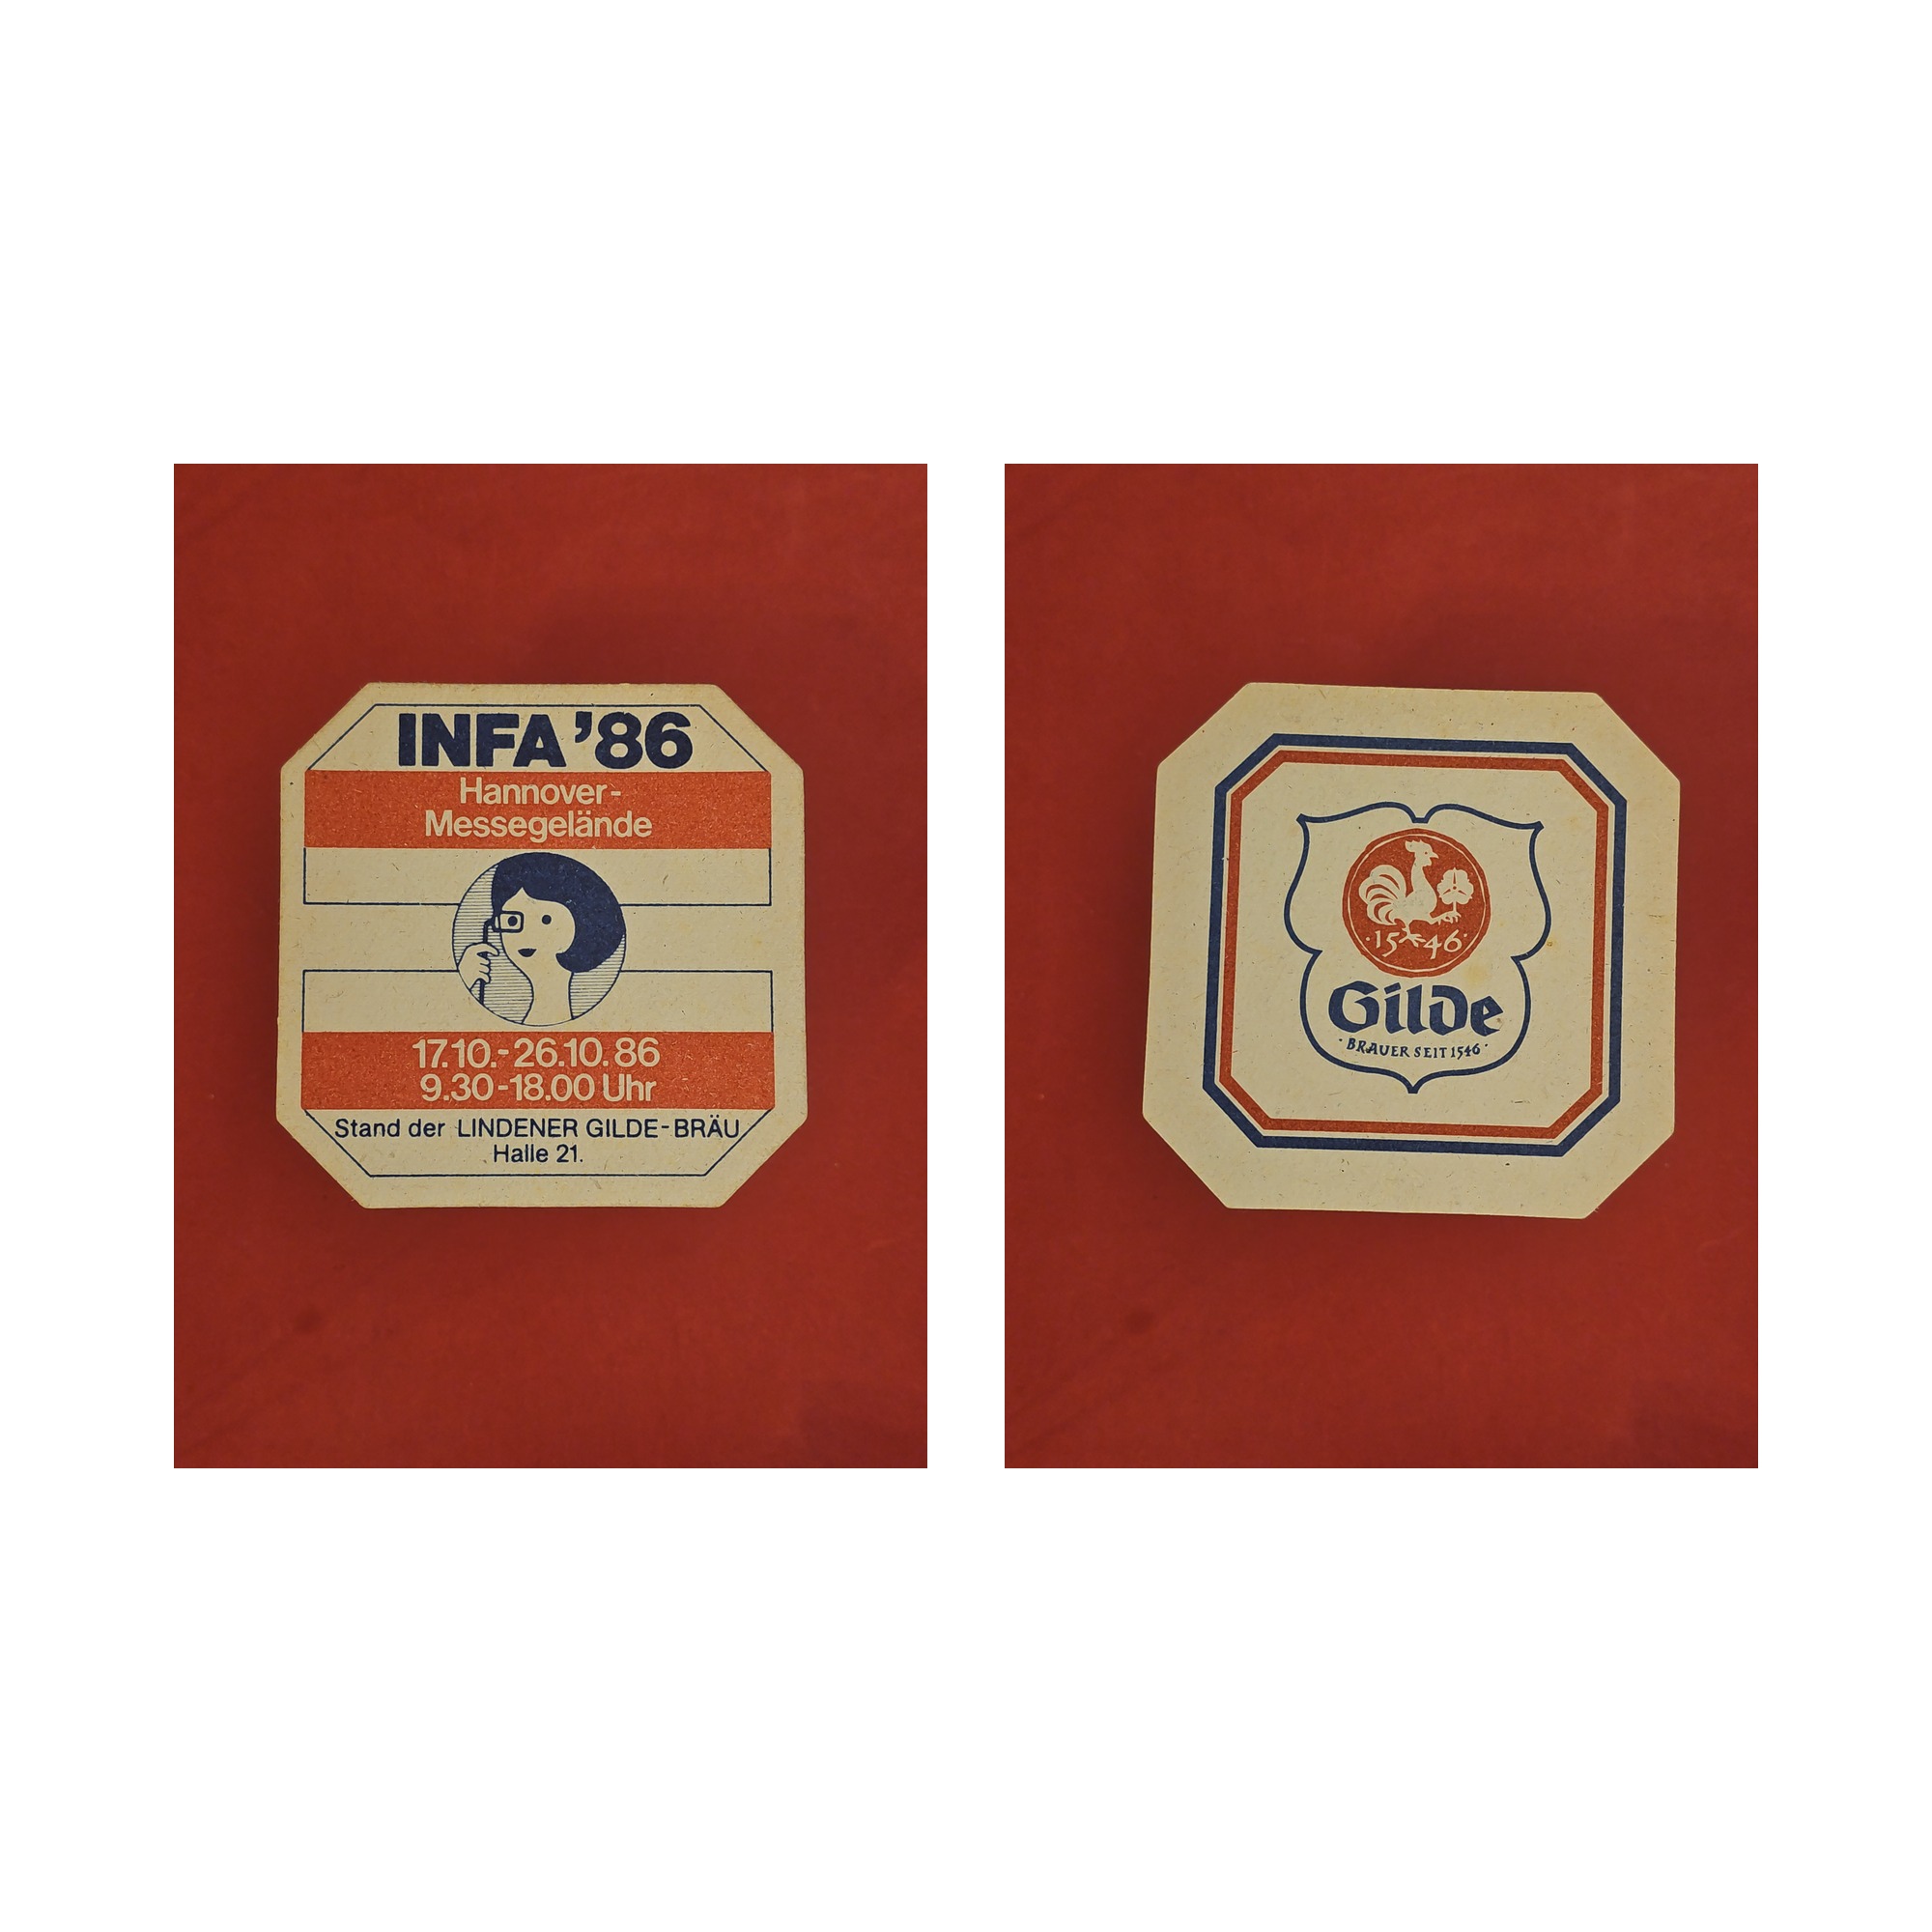 INFA '86
Hannover-
Messegelände
17.10.-26.10.86
9.30-18.00 Uhr
Stand der LINDENER GILDE-BRÄU
Halle 21.
·15 46·
Gilde
·BRAUER SEIT 1546·